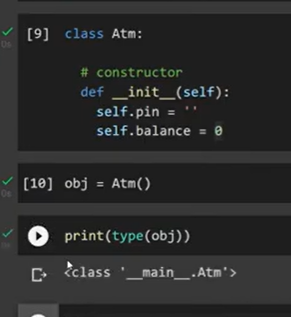 [9] class Atm:
# constructor
def __init__(self):
self.pin = ''
self.balance = 0
[10] obj = Atm()
print(type(obj))
<class '__main__.Atm'>